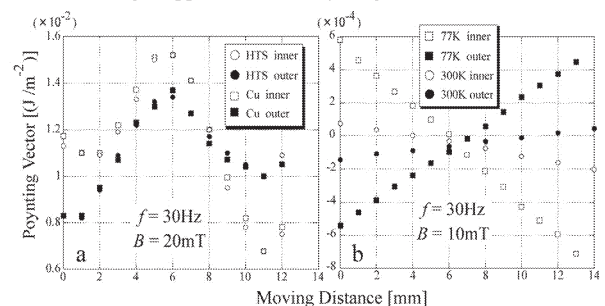 (×10⁻²)
1.6
1.4
1.2
1
0.8
0.6
0 2 4 6 8 10 12 14
Poynting Vector [(J /m⁻²)]
HTS inner
HTS outer
Cu inner
Cu outer
f = 30Hz
B = 20mT
a
(×10⁻⁴)
6
4
2
0
-2
-4
-6
-8
0 2 4 6 8 10 12 14
77K inner
77K outer
300K inner
300K outer
f = 30Hz
B = 10mT
b
Moving Distance [mm]